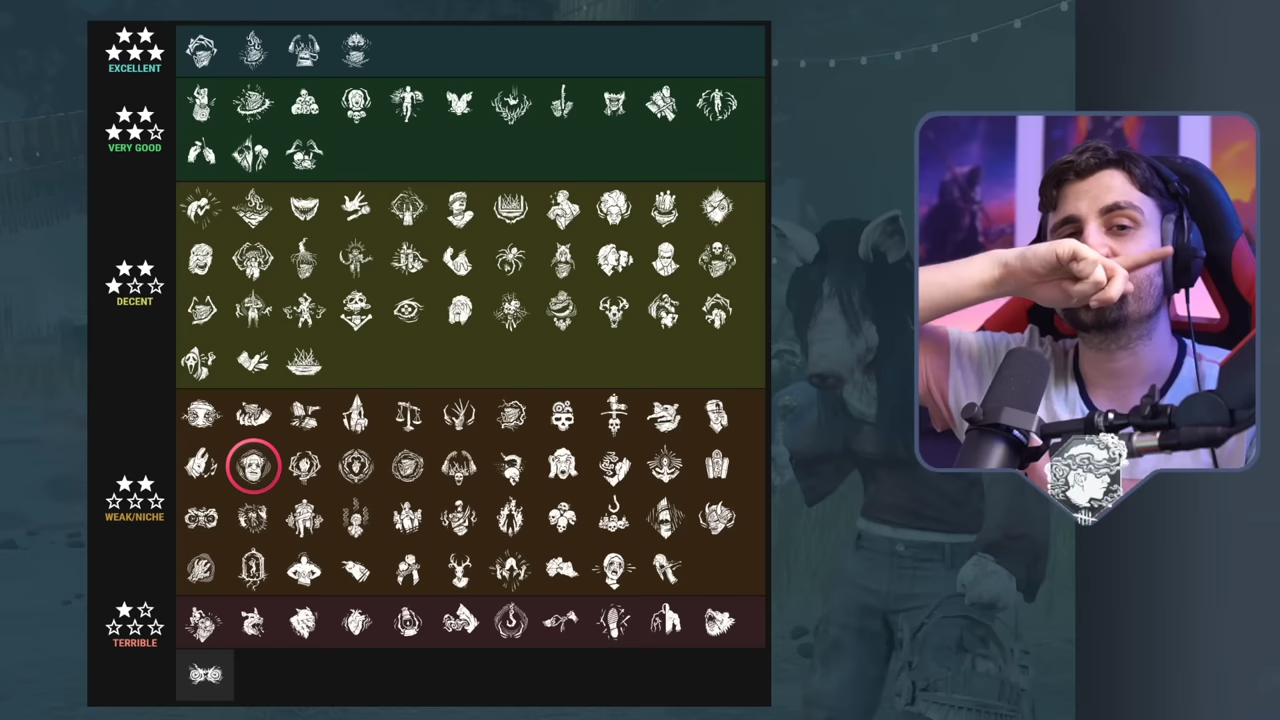 EXCELLENT
VERY GOOD
DECENT
WEAK/NICHE
TERRIBLE